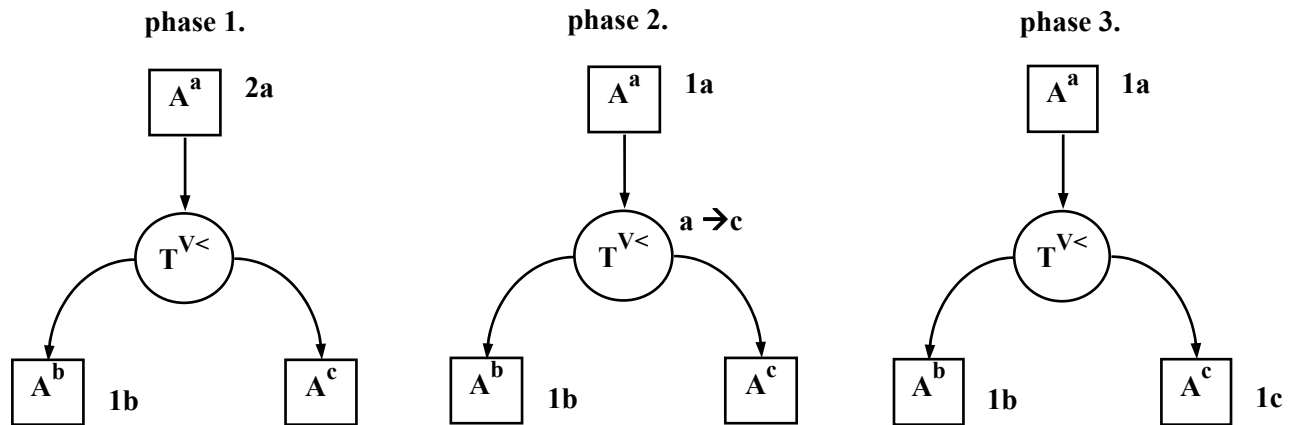 phase 1.
A^a 2a
T^V<
A^b 1b
A^c
phase 2.
A^a 1a
T^V< a → c
A^b 1b
A^c
phase 3.
A^a 1a
T^V<
A^b 1b
A^c 1c